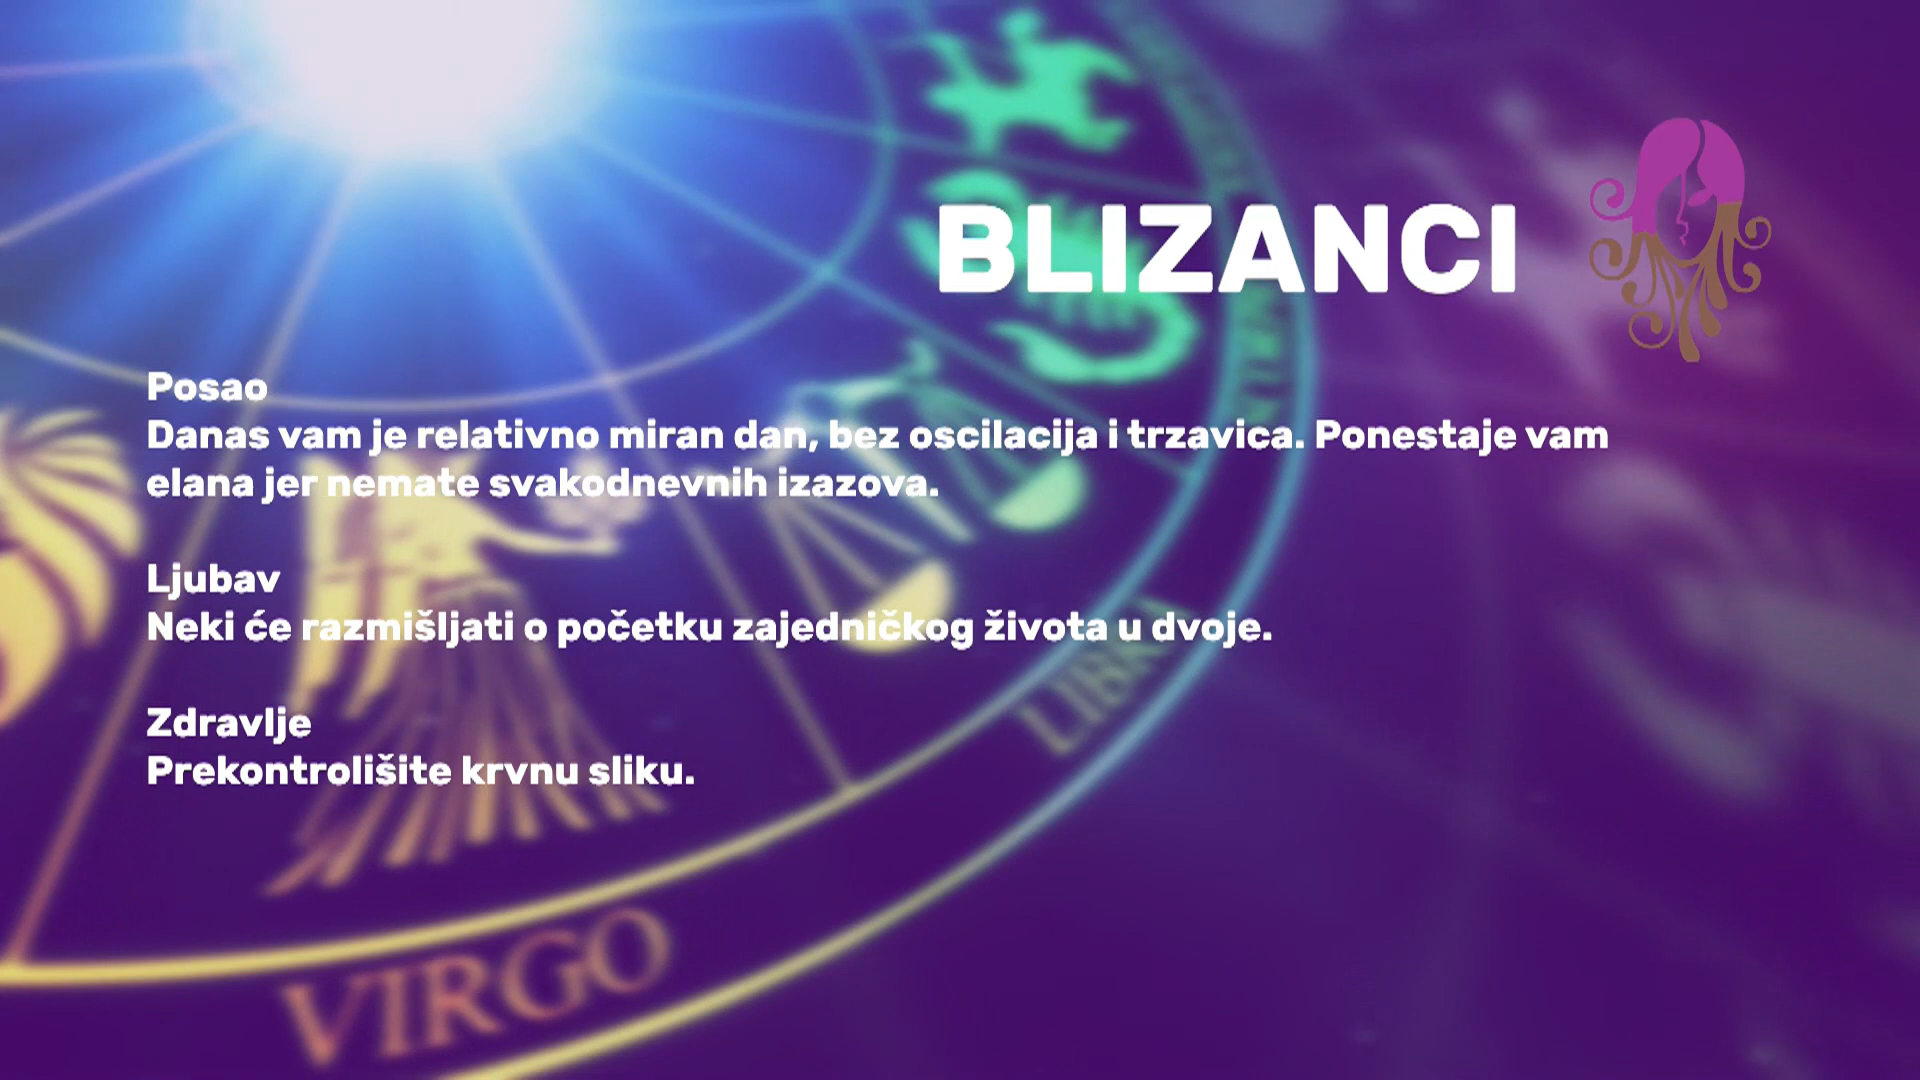 BLIZANCI
Posao
Danas vam je relativno miran dan, bez oscilacija i trzavica. Ponestaje vam
elana jer nemate svakodnevnih izazova.
Ljubav
Neki će razmišljati o početku zajedničkog života u dvoje.
Zdravlje
Prekontrolišite krvnu sliku.
LIBRA
VIRGO